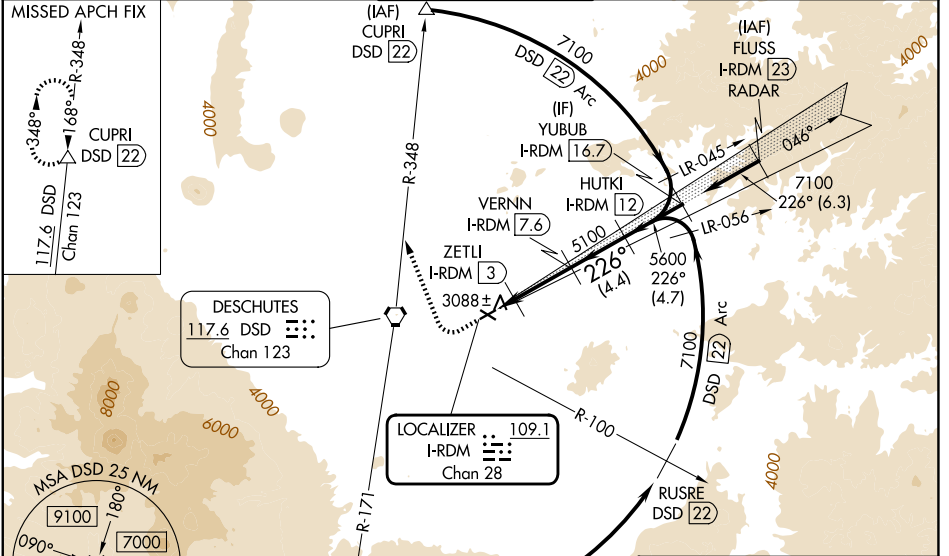 MISSED APCH FIX
R-348
348°
168°
CUPRI
DSD 22
117.6 DSD
Chan 123
(IAF)
CUPRI
DSD 22
7100
DSD 22 Arc
4000
(IAF)
FLUSS
I-RDM 23
RADAR
4000
4000
(IF)
YUBUB
I-RDM 16.7
LR-045
046°
7100
226° (6.3)
R-348
HUTKI
I-RDM 12
VERNN
I-RDM 7.6
5100
LR-056
226°
(4.4)
5600
226°
(4.7)
ZETLI
I-RDM 3
3088±
DESCHUTES
117.6 DSD
Chan 123
7100
DSD 22 Arc
8000
4000
6000
R-100
LOCALIZER 109.1
I-RDM
Chan 28
4000
RUSRE
DSD 22
R-171
MSA DSD 25 NM
9100
180°
090°
7000